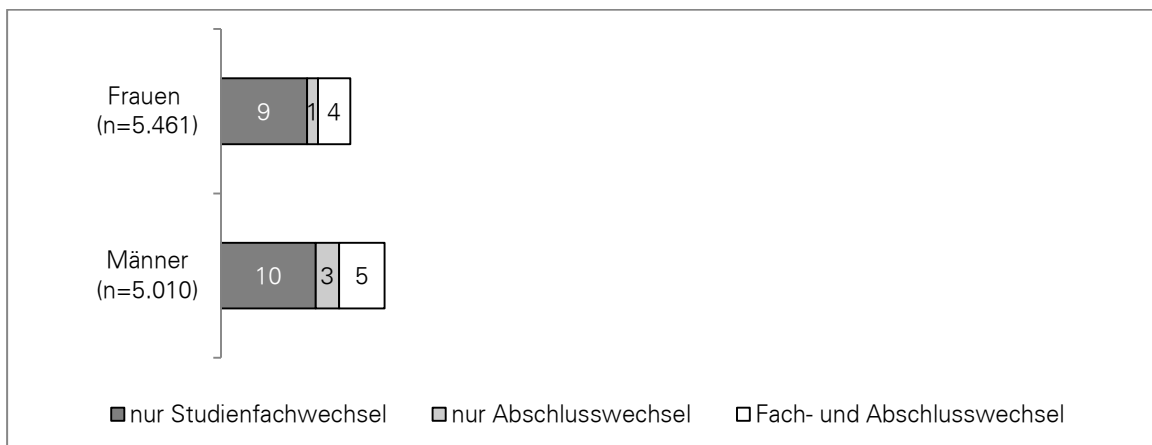 Frauen
(n=5.461)
9 1 4
Männer
(n=5.010)
10 3 5
nur Studienfachwechsel nur Abschlusswechsel Fach- und Abschlusswechsel